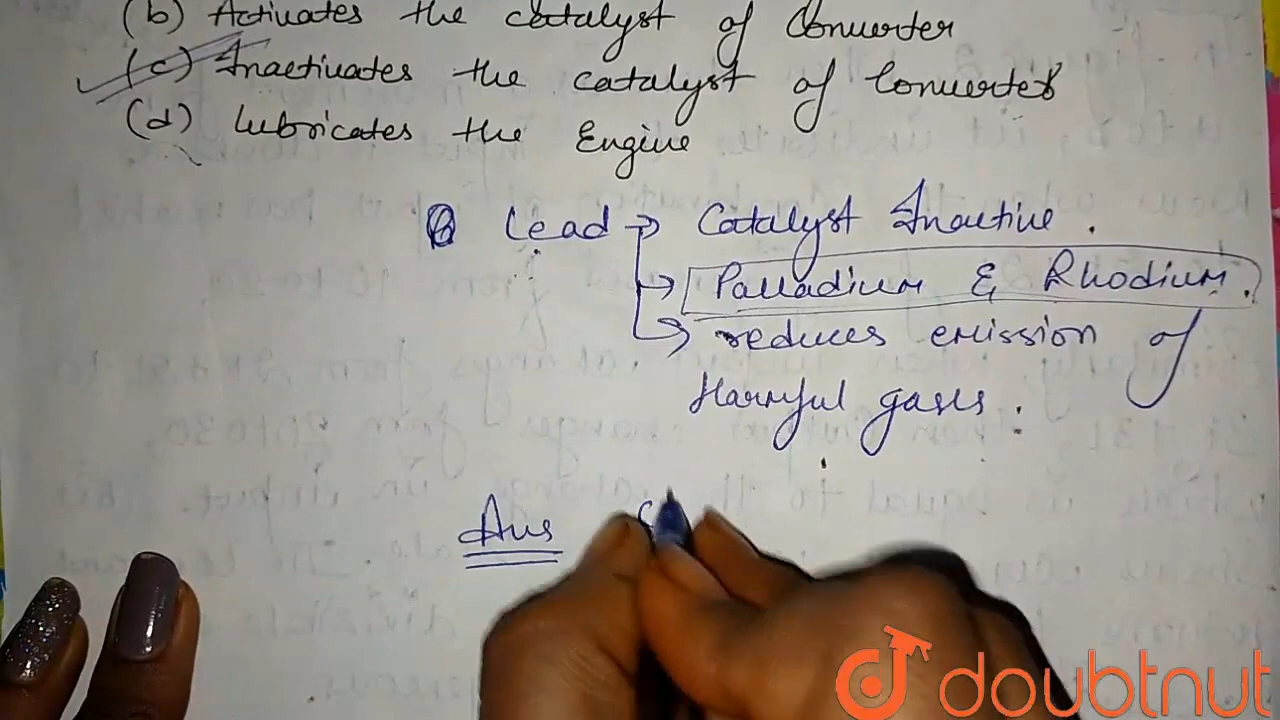 (b) Activates the catalyst of Converter
(c) Inactivates the catalyst of Converter
(d) Lubricates the Engine
Lead → Catalyst Inactive.
→ Palladium & Rhodium.
→ reduces emission of
Harmful gases.
Ans (
doubtnut